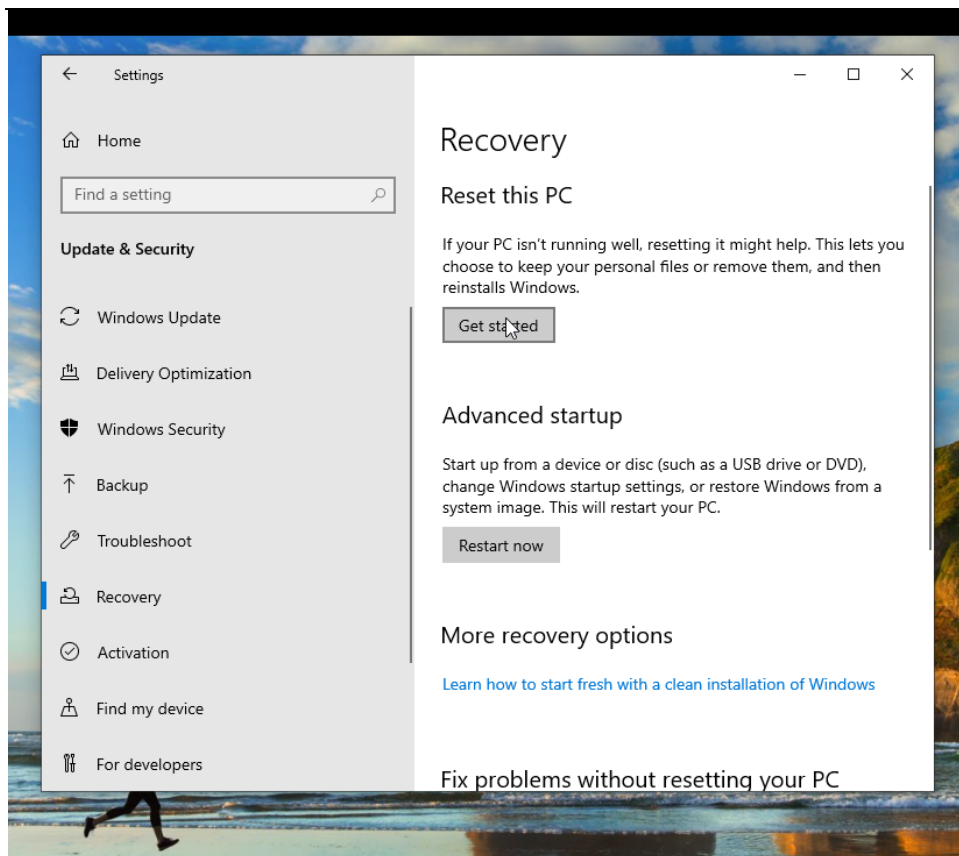 Settings
Home
Find a setting
Update & Security
Windows Update
Delivery Optimization
Windows Security
Backup
Troubleshoot
Recovery
Activation
Find my device
For developers
Recovery
Reset this PC
If your PC isn't running well, resetting it might help. This lets you
choose to keep your personal files or remove them, and then
reinstalls Windows.
Get started
Advanced startup
Start up from a device or disc (such as a USB drive or DVD),
change Windows startup settings, or restore Windows from a
system image. This will restart your PC.
Restart now
More recovery options
Learn how to start fresh with a clean installation of Windows
Fix problems without resetting your PC